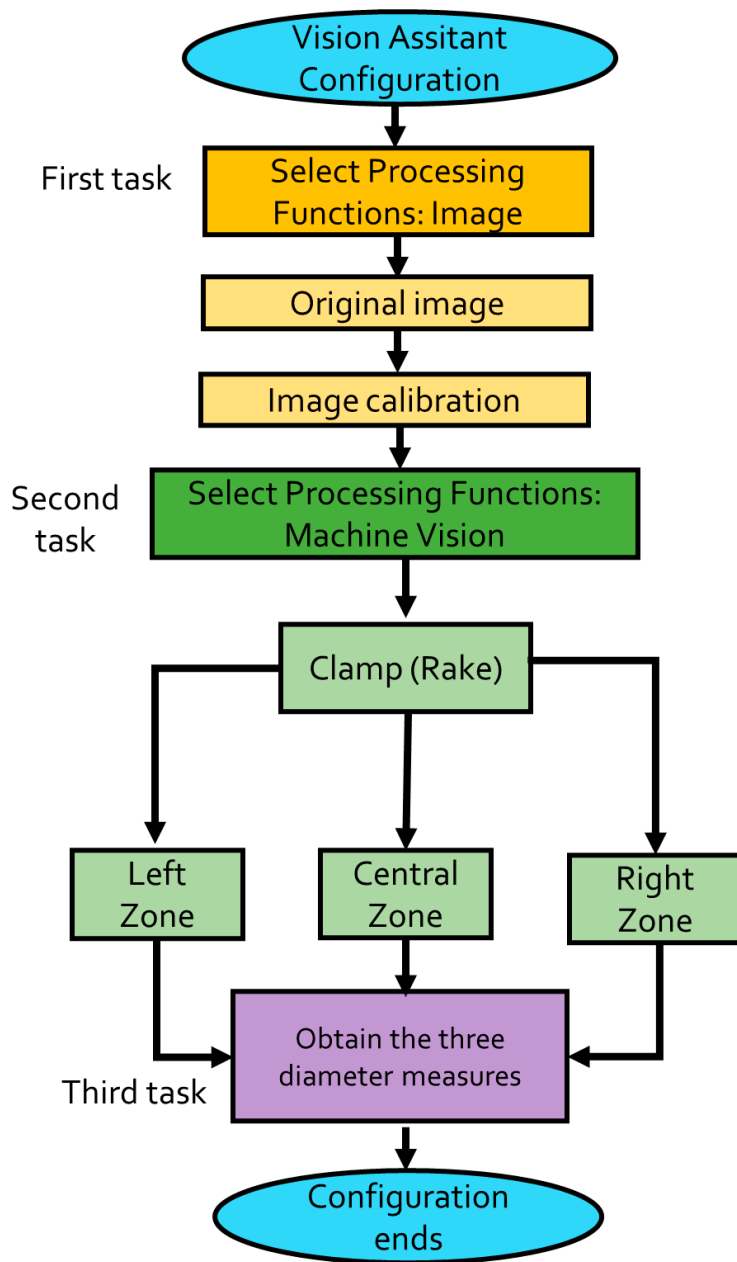 Vision Assitant
Configuration
First task
Select Processing
Functions: Image
Original image
Image calibration
Second
task
Select Processing Functions:
Machine Vision
Clamp (Rake)
Left
Zone
Central
Zone
Right
Zone
Obtain the three
diameter measures
Third task
Configuration
ends